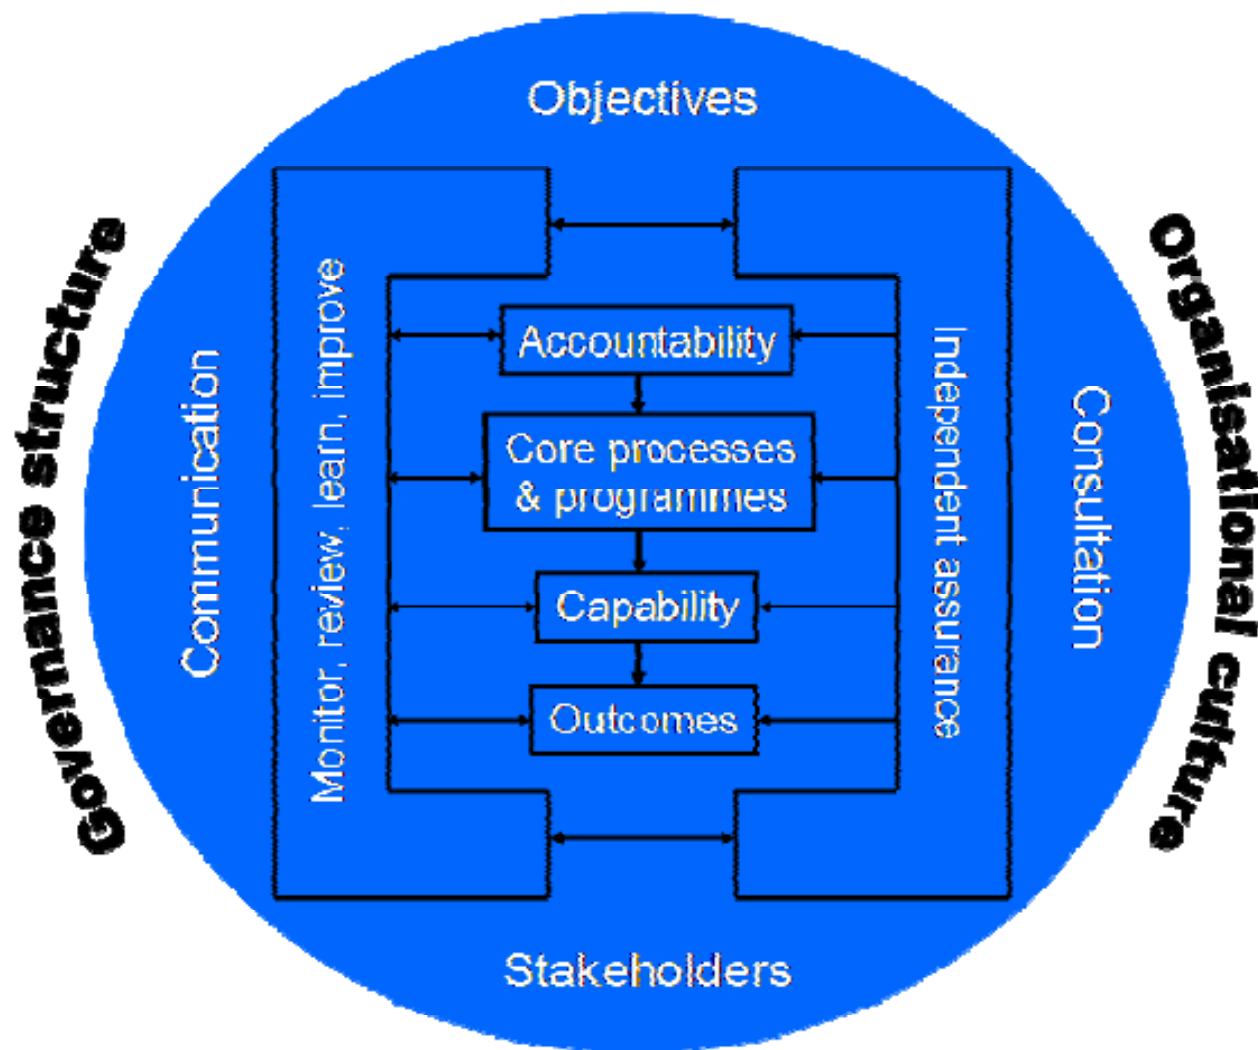 Objectives
Governance structure
Communication
Monitor, review, learn, improve
Accountability
Core processes
& programmes
Capability
Outcomes
Independent assurance
Consultation
Organisational culture
Stakeholders